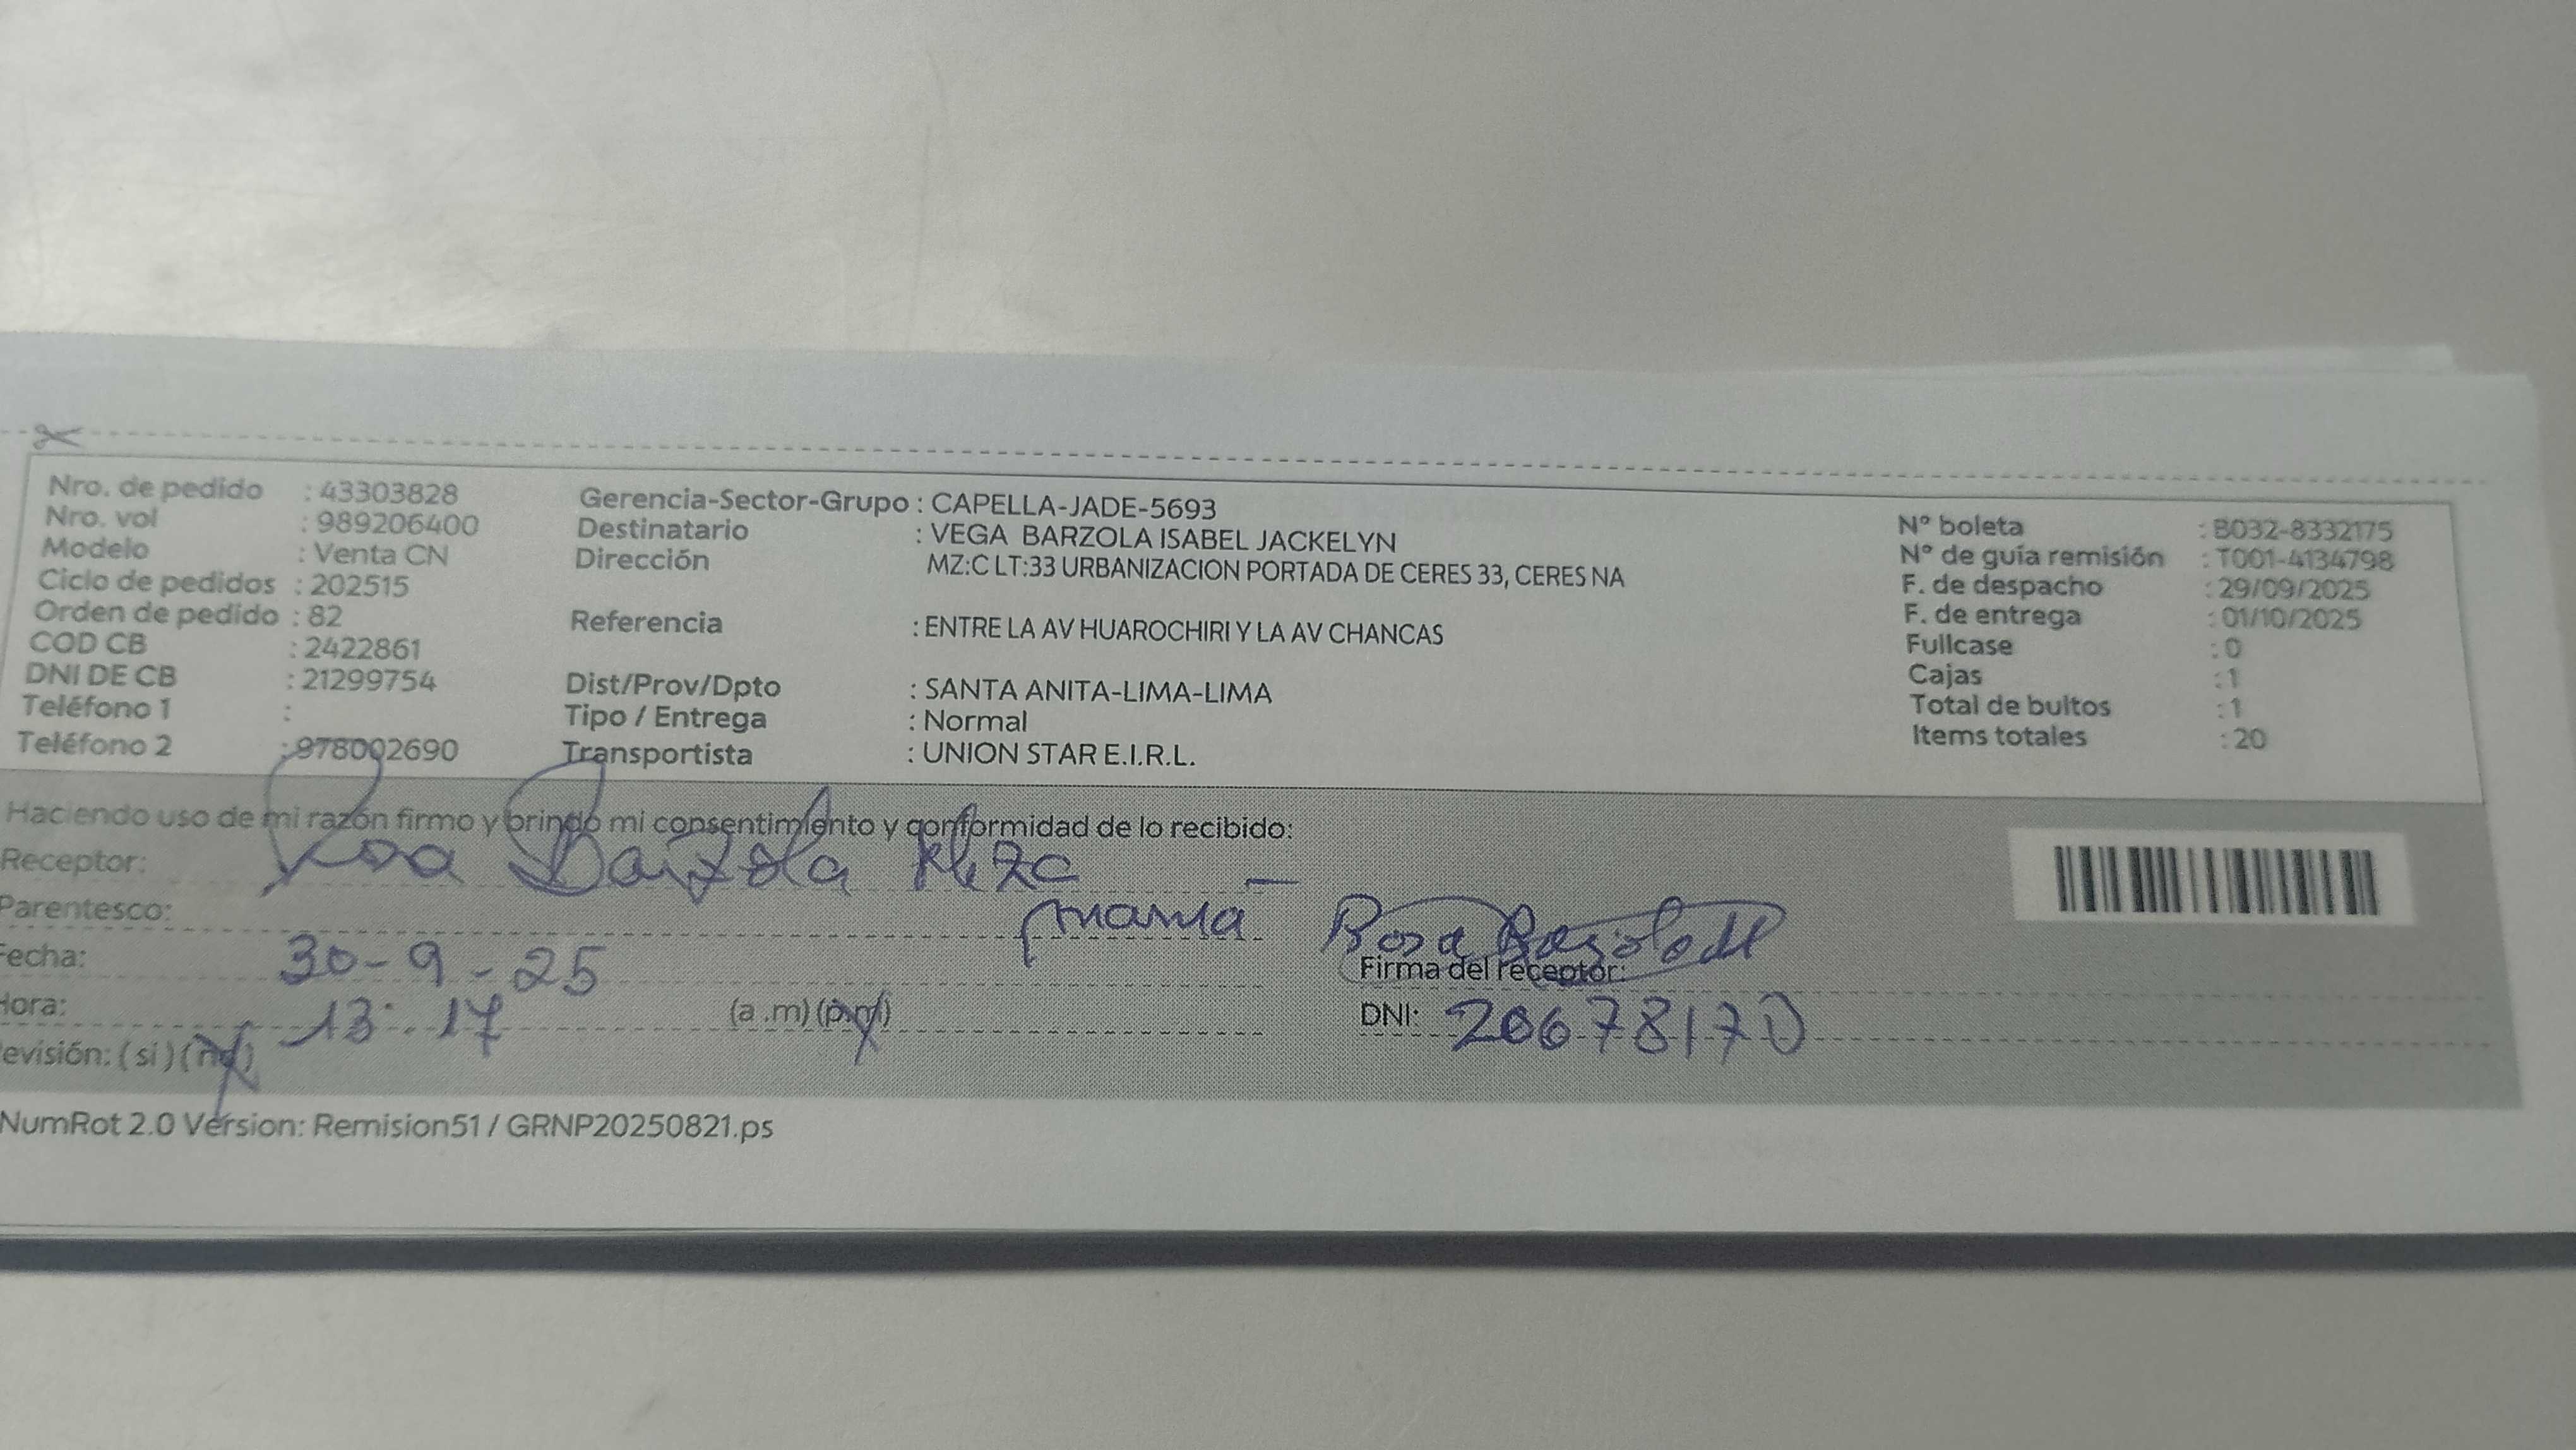 Nro. de pedido : 43303828
Nro. vol : 989206400
Modelo : Venta CN
Ciclo de pedidos : 202515
Orden de pedido : 82
COD CB : 2422861
DNI DE CB : 21299754
Teléfono 1 :
Teléfono 2 : 978002690
Gerencia-Sector-Grupo : CAPELLA-JADE-5693
Destinatario : VEGA BARZOLA ISABEL JACKELYN
Dirección MZ:C LT:33 URBANIZACION PORTADA DE CERES 33, CERES NA
Referencia : ENTRE LA AV HUAROCHIRI Y LA AV CHANCAS
Dist/Prov/Dpto : SANTA ANITA-LIMA-LIMA
Tipo / Entrega : Normal
Transportista : UNION STAR E.I.R.L.
N° boleta : B032-8332175
N° de guía remisión : T001-4134798
F. de despacho : 29/09/2025
F. de entrega : 01/10/2025
Fullcase : 0
Cajas : 1
Total de bultos : 1
Items totales : 20
Haciendo uso de mi razón firmo y brindo mi consentimiento y conformidad de lo recibido:
Receptor: Rosa Barzola
Parentesco: mama
Fecha: 30-9-25
Hora: 13:17 (a.m) (p.m)
Revisión: ( si ) ( no )
Rosa Barzola
Firma del receptor:
DNI: 20678170
NumRot 2.0 Version: Remision51 / GRNP20250821.ps